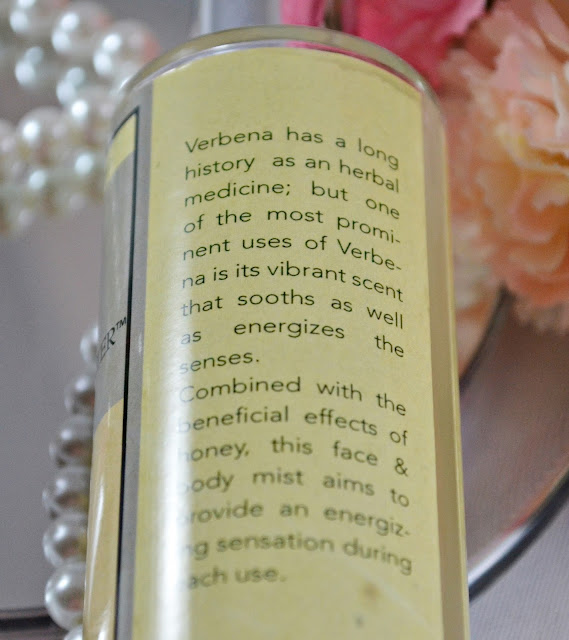 Verbena has a long
history as an herbal
medicine; but one
of the most promi-
nent uses of Verbe-
na is its vibrant scent
that sooths as well
as energizes the
senses.
Combined with the
beneficial effects of
honey, this face &
body mist aims to
provide an energiz-
ng sensation during
ach use.
ER™